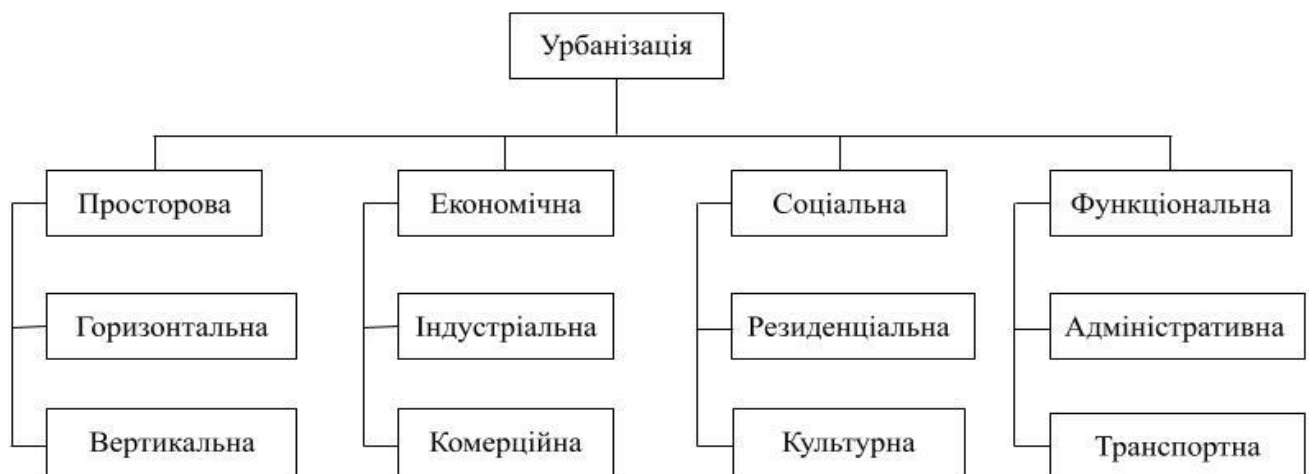 Урбанізація
Просторова
Економічна
Соціальна
Функціональна
Горизонтальна
Індустріальна
Резиденціальна
Адміністративна
Вертикальна
Комерційна
Культурна
Транспортна